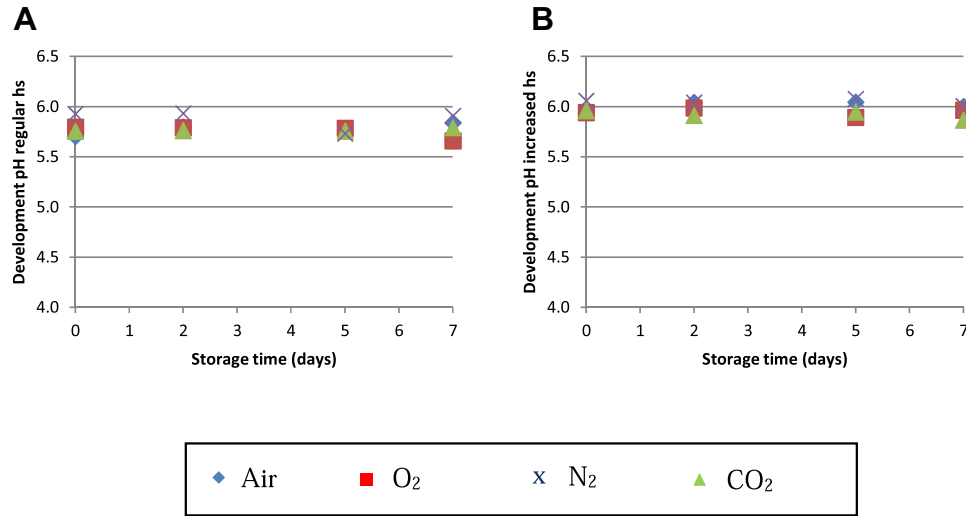 A
B
Development pH regular hs
6.5
6.0
5.5
5.0
4.5
4.0
0 1 2 3 4 5 6 7
Storage time (days)
Development pH increased hs
6.5
6.0
5.5
5.0
4.5
4.0
0 1 2 3 4 5 6 7
Storage time (days)
Air O₂ N₂ CO₂